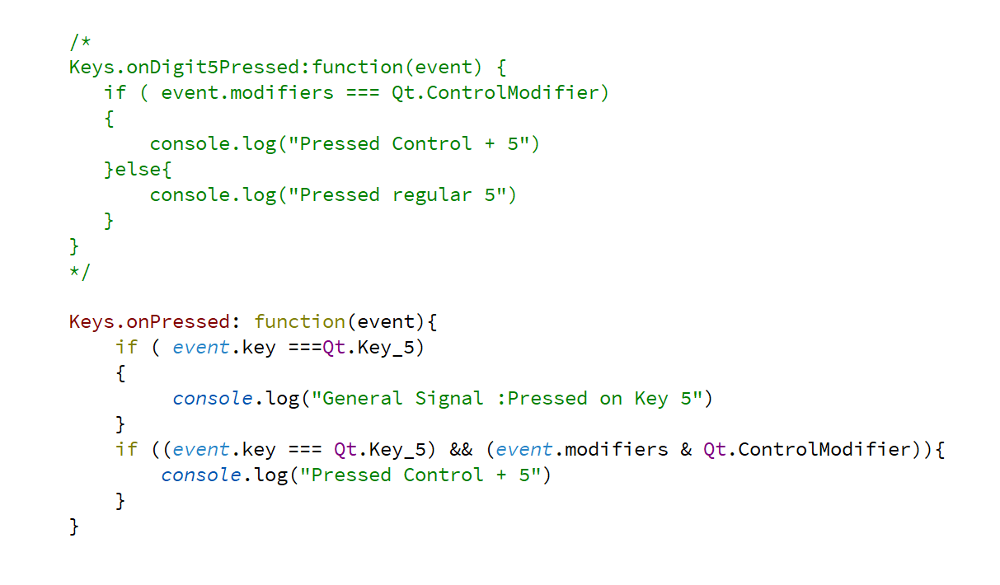 /*
Keys.onDigit5Pressed:function(event) {
   if ( event.modifiers === Qt.ControlModifier)
   {
       console.log("Pressed Control + 5")
   }else{
       console.log("Pressed regular 5")
   }
}
*/

Keys.onPressed: function(event){
    if ( event.key ===Qt.Key_5)
    {
         console.log("General Signal :Pressed on Key 5")
    }
    if ((event.key === Qt.Key_5) && (event.modifiers & Qt.ControlModifier)){
        console.log("Pressed Control + 5")
    }
}